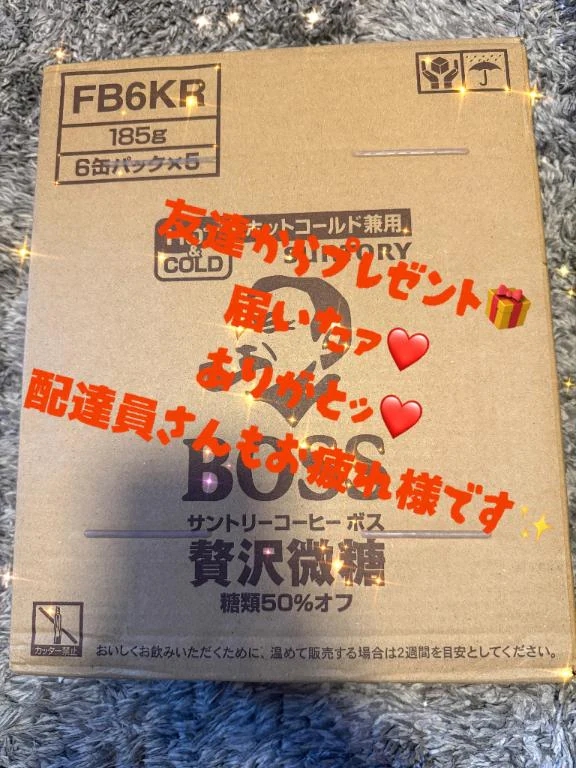 FB6KR
185g
6缶パック×5
ホットコールド兼用
HOT
&
COLD
SUNTORY
友達からプレゼント🎁
届いたァ❤️
ありがとッ❤️
配達員さんもお疲れ様です✨
BOSS
サントリーコーヒー ボス
贅沢微糖
糖類50%オフ
カッター禁止
おいしくお飲みいただくために、温めて販売する場合は2週間を目安としてください。